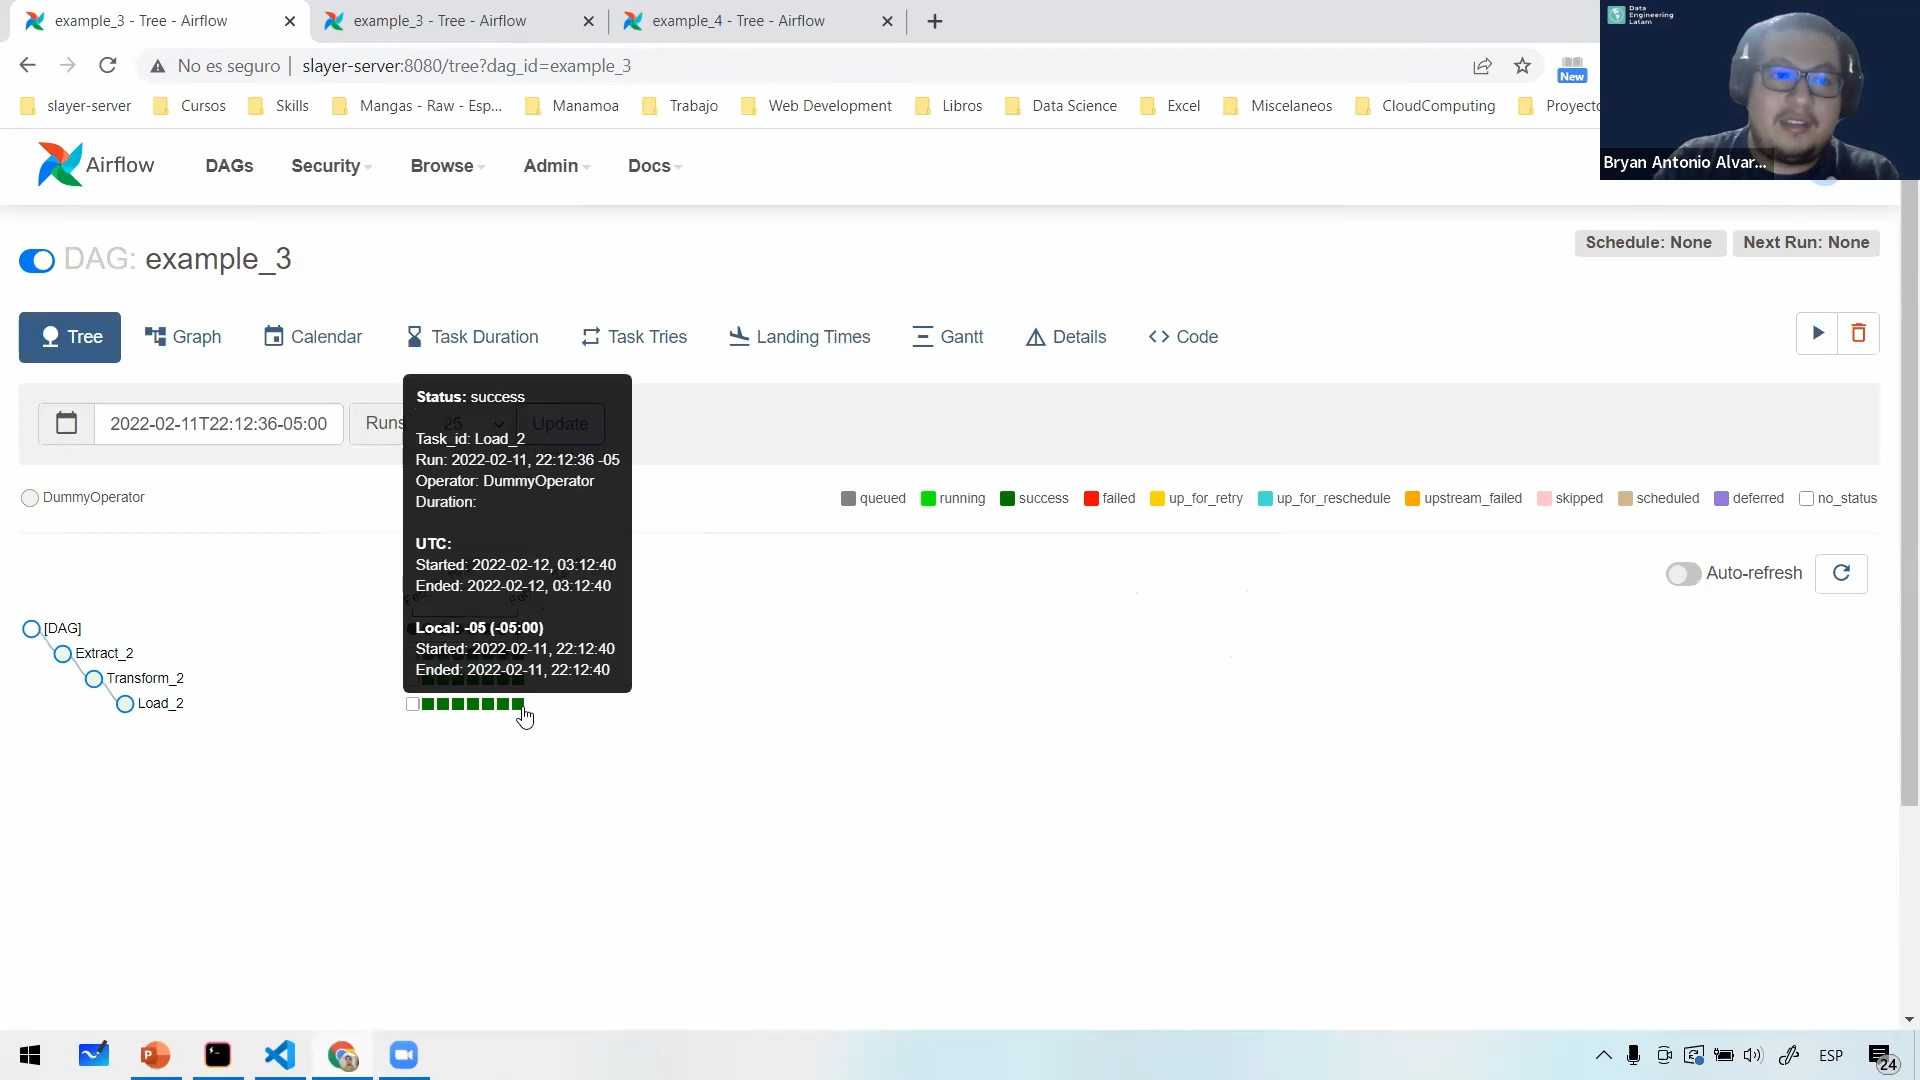 example_3 - Tree - Airflow
example_3 - Tree - Airflow
example_4 - Tree - Airflow
Data
Engineering
Latam
No es seguro
slayer-server:8080/tree?dag_id=example_3
New
slayer-server
Cursos
Skills
Mangas - Raw - Esp...
Manamoa
Trabajo
Web Development
Libros
Data Science
Excel
Miscelaneos
CloudComputing
Proyecto
Bryan Antonio Alvar...
Airflow
DAGs
Security
Browse
Admin
Docs
DAG: example_3
Schedule: None
Next Run: None
Tree
Graph
Calendar
Task Duration
Task Tries
Landing Times
Gantt
Details
Code
2022-02-11T22:12:36-05:00
Runs
25
Update
Status: success
Task_id: Load_2
Run: 2022-02-11, 22:12:36 -05
Operator: DummyOperator
Duration:
UTC:
Started: 2022-02-12, 03:12:40
Ended: 2022-02-12, 03:12:40
Local: -05 (-05:00)
Started: 2022-02-11, 22:12:40
Ended: 2022-02-11, 22:12:40
DummyOperator
queued
running
success
failed
up_for_retry
up_for_reschedule
upstream_failed
skipped
scheduled
deferred
no_status
Auto-refresh
[DAG]
Extract_2
Transform_2
Load_2
ESP
24